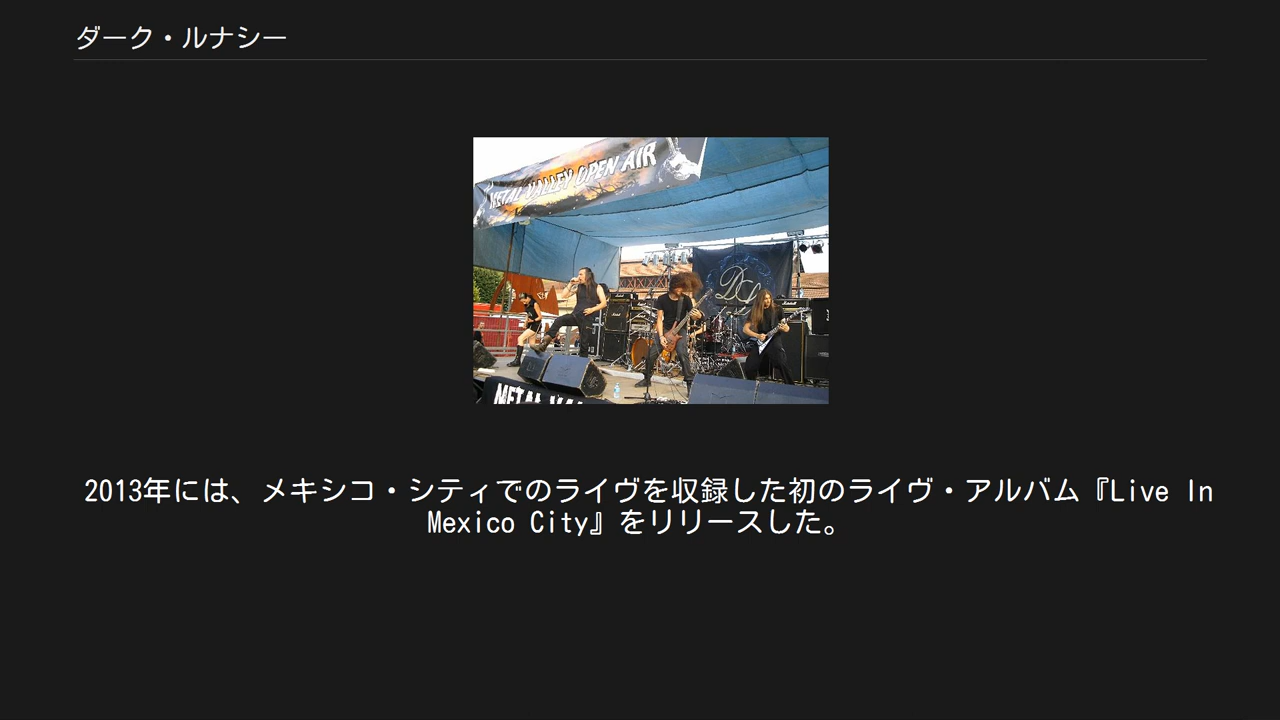 ダーク・ルナシー
METAL VALLEY OPEN AIR
2013年には、メキシコ・シティでのライヴを収録した初のライヴ・アルバム『Live In
Mexico City』をリリースした。